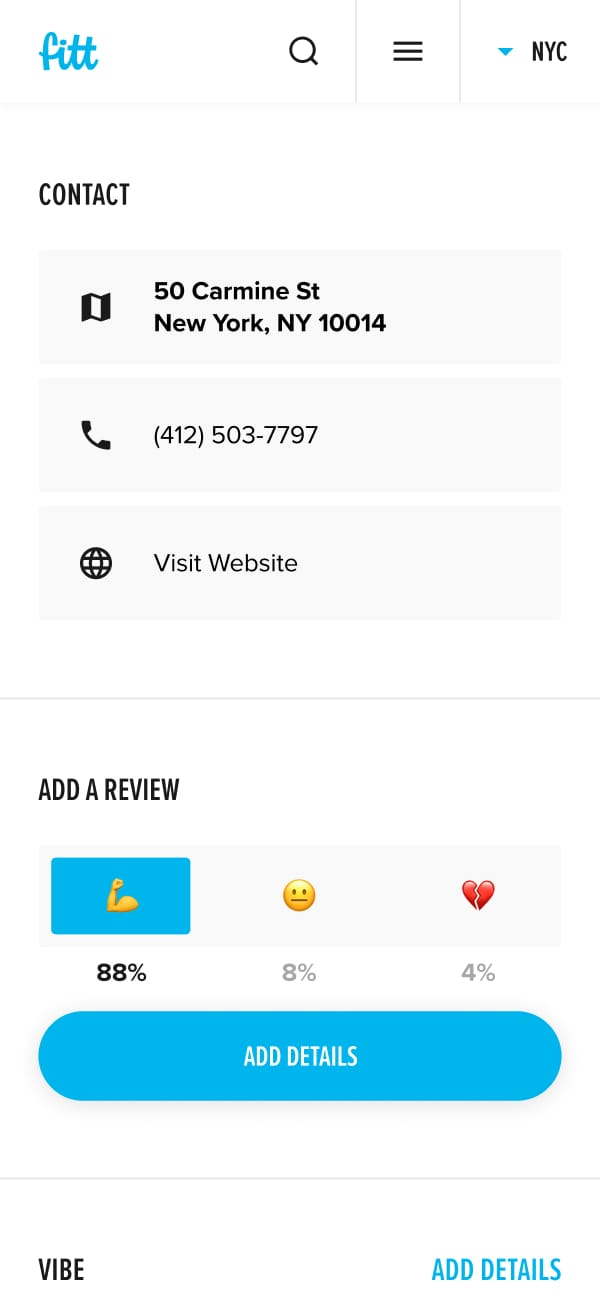 fitt
NYC
CONTACT
50 Carmine St
New York, NY 10014
(412) 503-7797
Visit Website
ADD A REVIEW
88%
8%
4%
ADD DETAILS
VIBE
ADD DETAILS